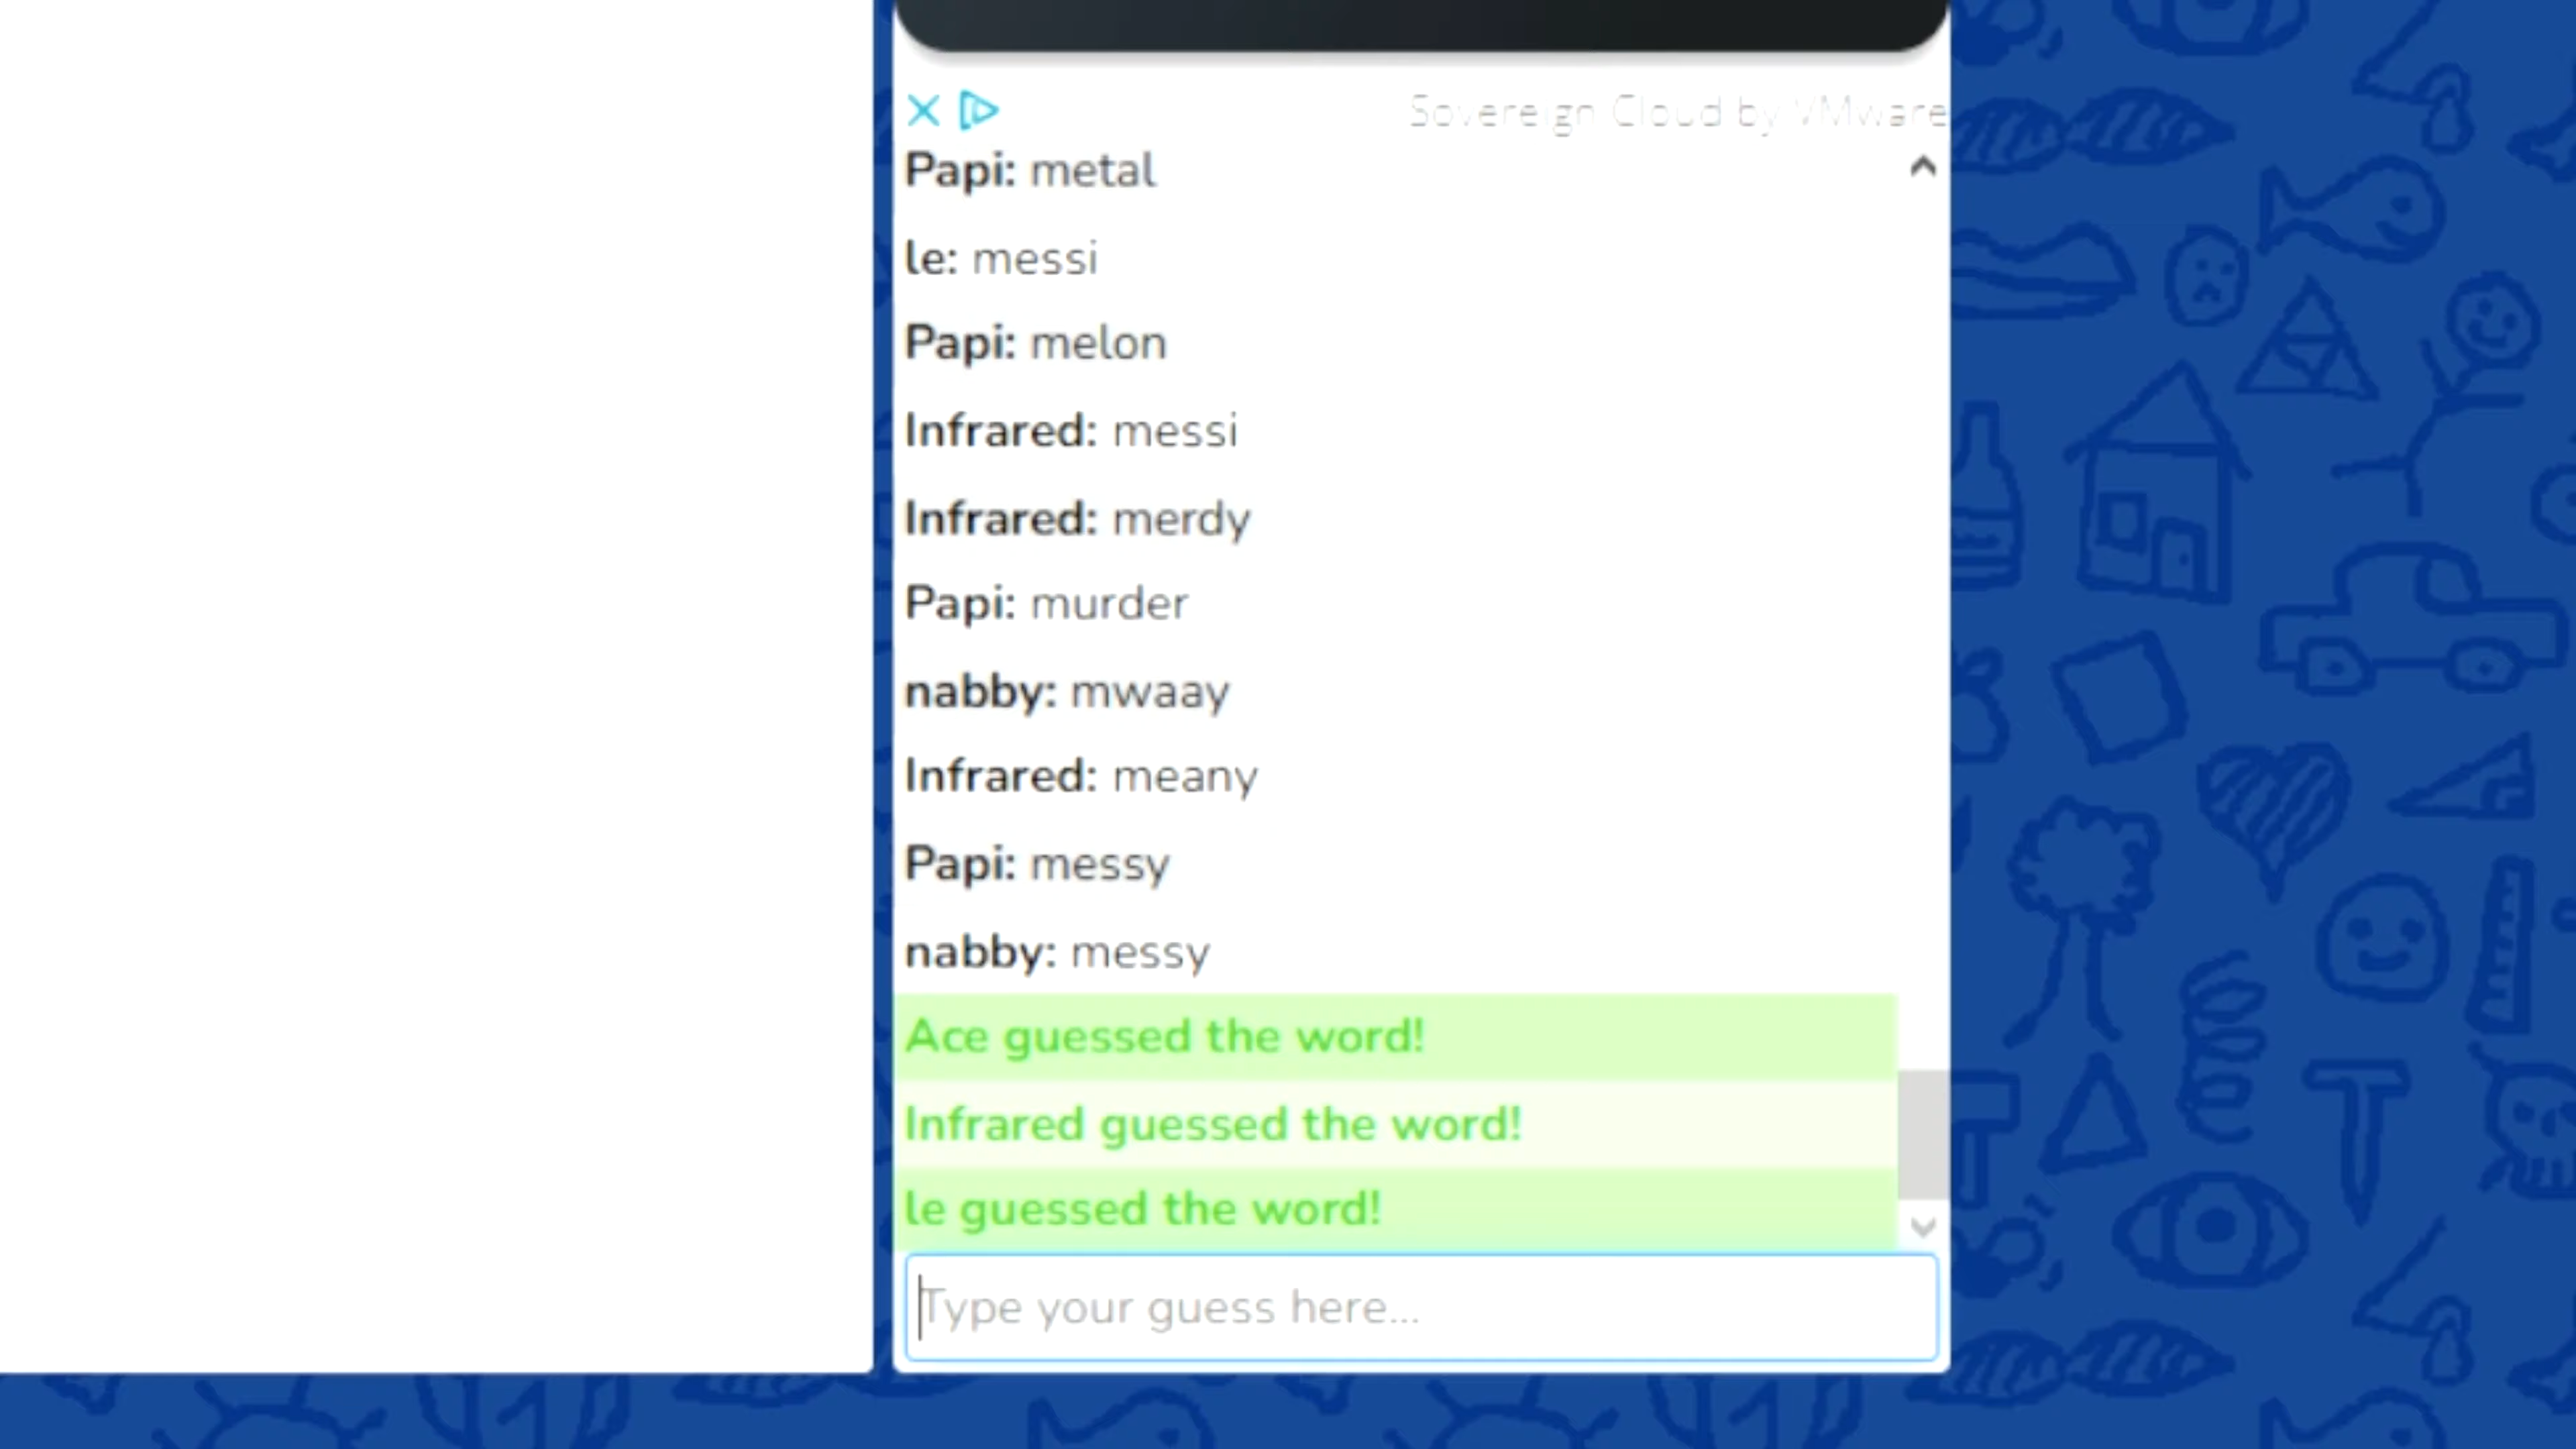 Sovereign Cloud by VMware
Papi: metal
le: messi
Papi: melon
Infrared: messi
Infrared: merdy
Papi: murder
nabby: mwaay
Infrared: meany
Papi: messy
nabby: messy
Ace guessed the word!
Infrared guessed the word!
le guessed the word!
Type your guess here...